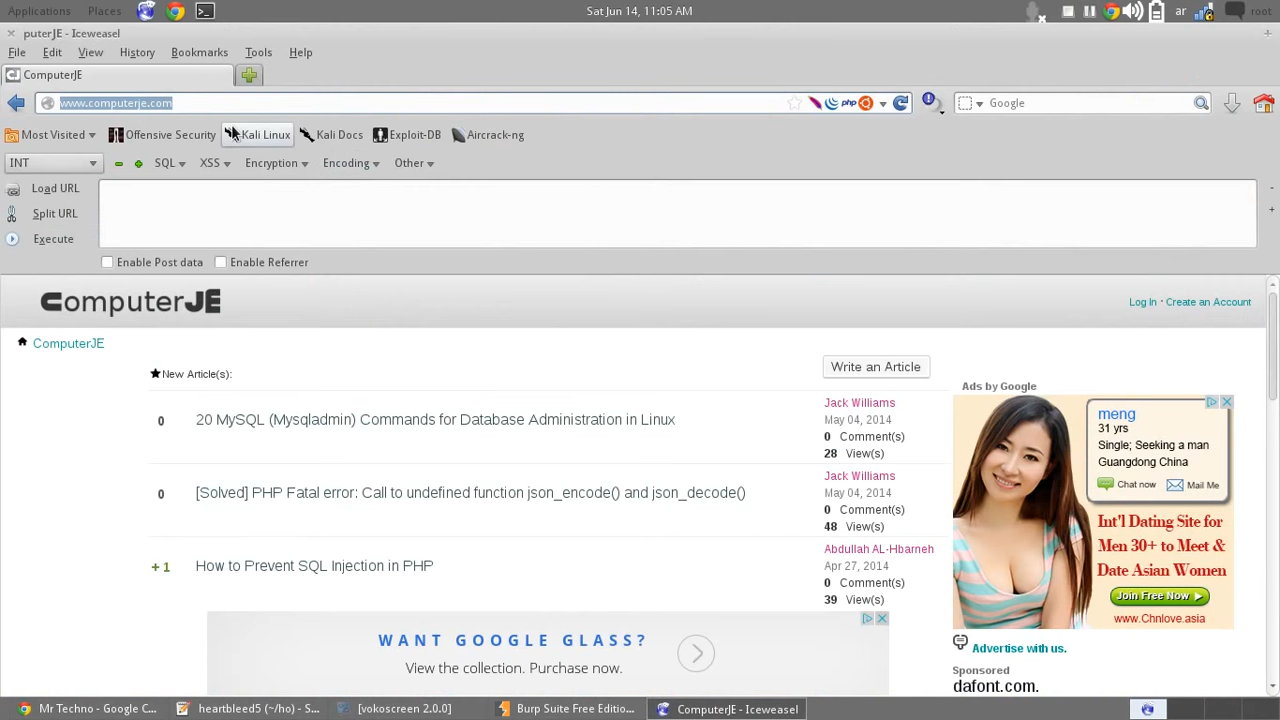 Applications Places Sat Jun 14, 11:05 AM ar root
puterJE - Iceweasel
File Edit View History Bookmarks Tools Help
ComputerJE
www.computerje.com php Google
Most Visited Offensive Security Kali Linux Kali Docs Exploit-DB Aircrack-ng
INT SQL XSS Encryption Encoding Other
Load URL
Split URL
Execute
Enable Post data Enable Referrer
ComputerJE
Log In · Create an Account
ComputerJE
New Article(s):
Write an Article
0 20 MySQL (Mysqladmin) Commands for Database Administration in Linux
Jack Williams
May 04, 2014
0 Comment(s)
28 View(s)
0 [Solved] PHP Fatal error: Call to undefined function json_encode() and json_decode()
Jack Williams
May 04, 2014
0 Comment(s)
48 View(s)
+ 1 How to Prevent SQL Injection in PHP
Abdullah AL-Hbarneh
Apr 27, 2014
0 Comment(s)
39 View(s)
WANT GOOGLE GLASS?
View the collection. Purchase now.
Ads by Google
meng
31 yrs
Single; Seeking a man
Guangdong China
Chat now Mail Me
Int'l Dating Site for
Men 30+ to Meet &
Date Asian Women
Join Free Now
www.Chnlove.asia
Advertise with us.
Sponsored
dafont.com.
Mr Techno - Google C... heartbleed5 (~/ho) - S... [vokoscreen 2.0.0] Burp Suite Free Edition... ComputerJE - Iceweasel